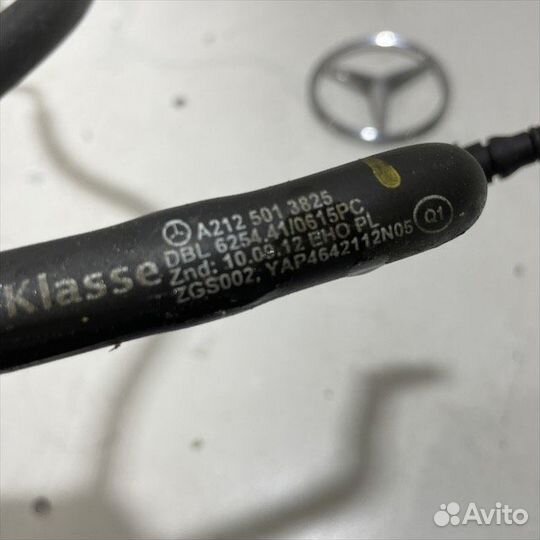 Klasse
A212 501 3825
DBL 6254.41/0615PC
Znd: 10.09.12 EHO PL
ZGS002, YAP4642112N05
Q1
Avito